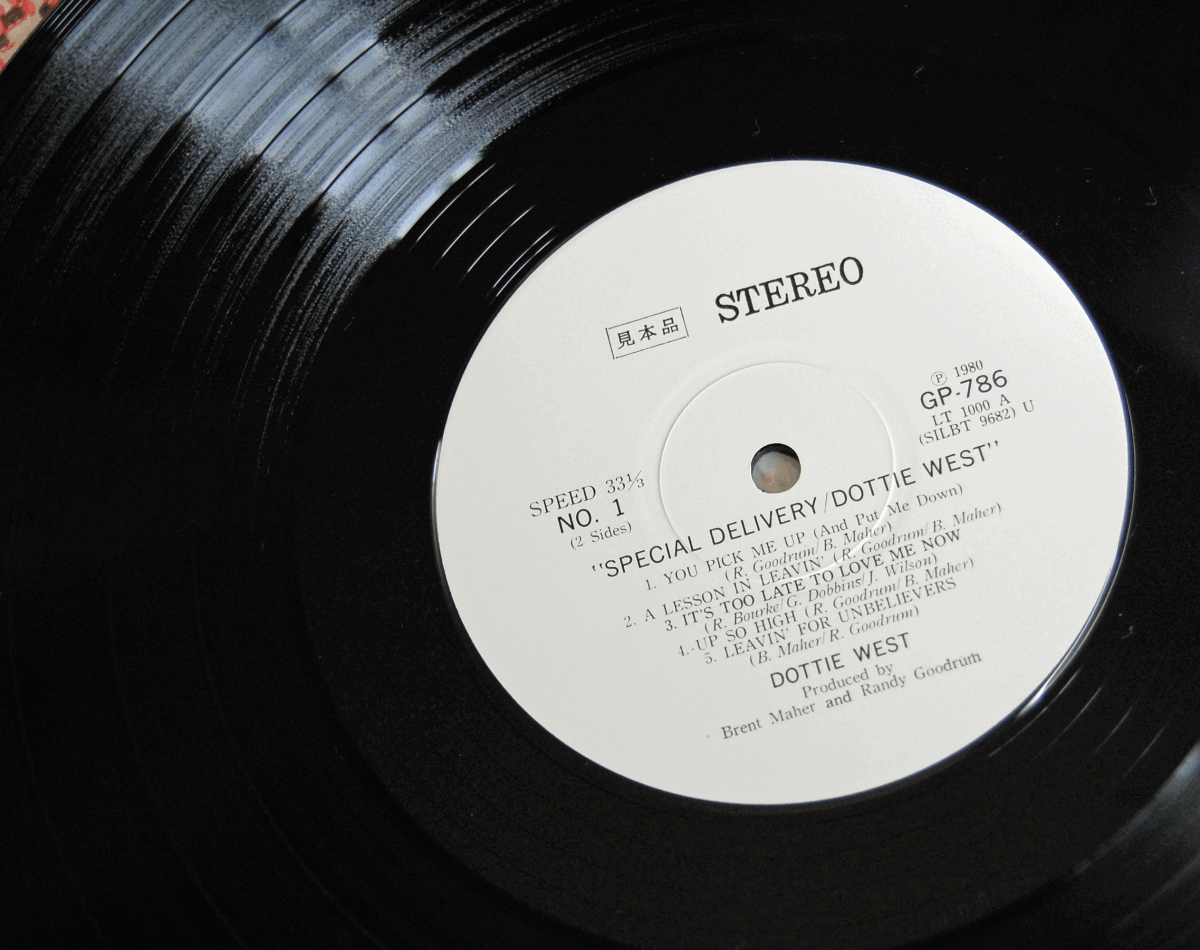 STEREO
見本品
Ⓟ 1980
GP-786
LT 1000 A
(SILBT 9682) U
SPEED 33⅓
NO. 1
(2 Sides)
"SPECIAL DELIVERY/DOTTIE WEST"
1. YOU PICK ME UP (And Put Me Down)
(R. Goodrum/B. Maher)
2. A LESSON IN LEAVIN' (R. Goodrum/B. Maher)
3. IT'S TOO LATE TO LOVE ME NOW
(R. Bourke/G. Dobbins/J. Wilson)
4. UP SO HIGH (R. Goodrum/B. Maher)
5. LEAVIN' FOR UNBELIEVERS
(B. Maher/R. Goodrum)
DOTTIE WEST
Produced by
Brent Maher and Randy Goodrum